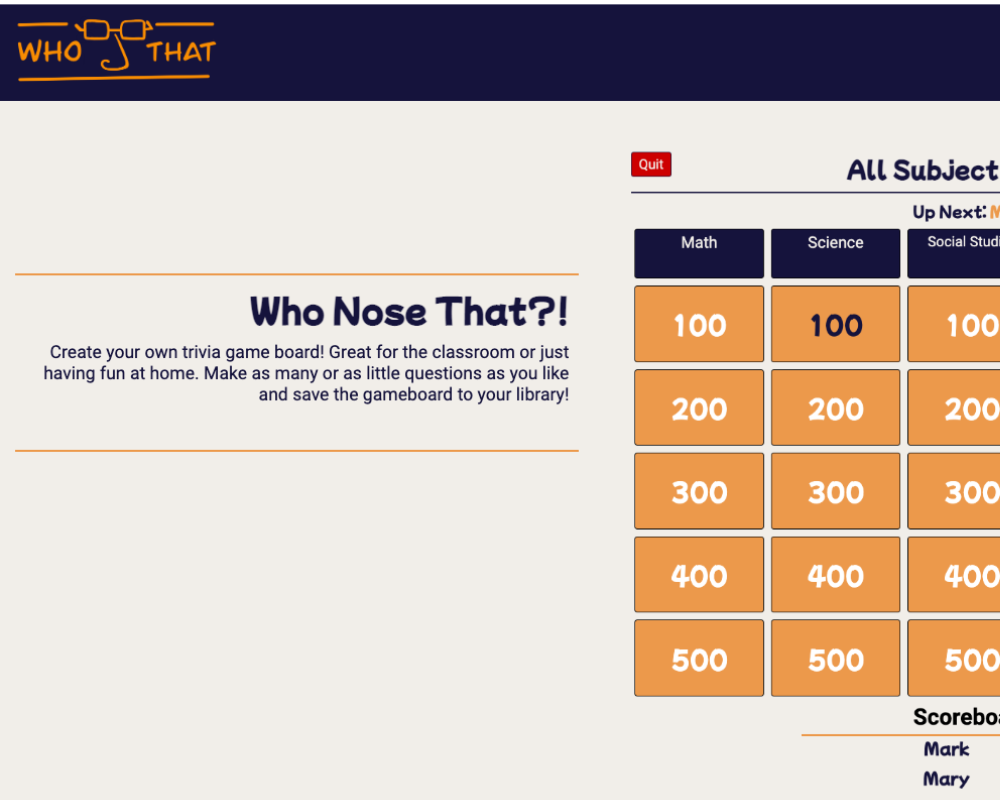 WHO THAT
Who Nose That?!
Create your own trivia game board! Great for the classroom or just
having fun at home. Make as many or as little questions as you like
and save the gameboard to your library!
Quit
All Subject
Up Next: M
Math Science Social Studi
100 100 100
200 200 200
300 300 300
400 400 400
500 500 500
Scoreboa
Mark
Mary